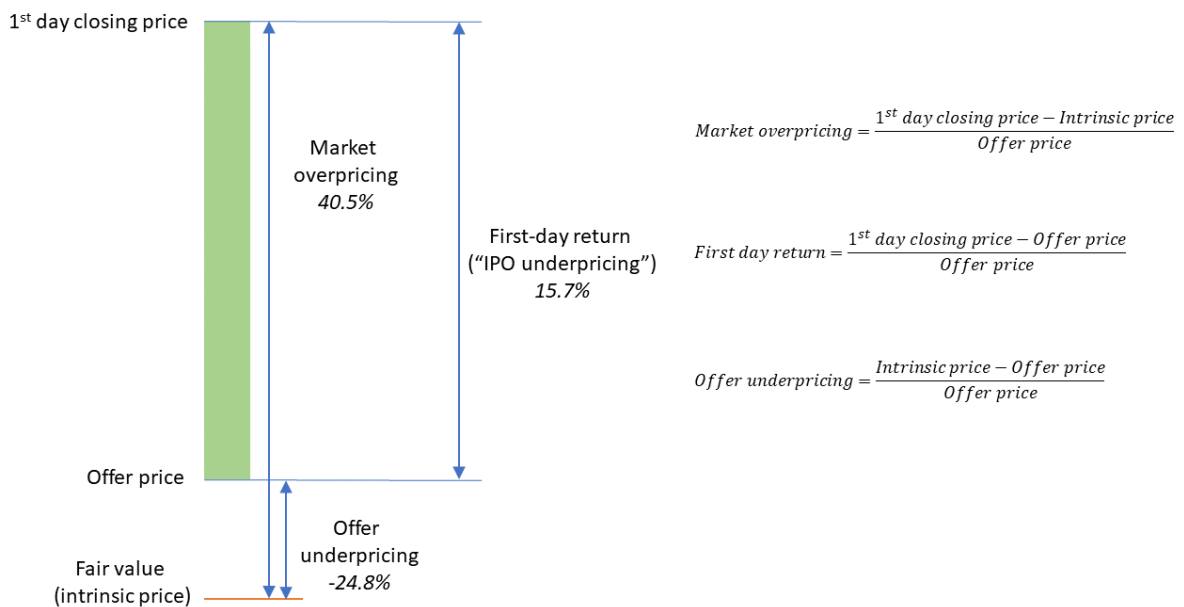 1st day closing price
Market
overpricing
40.5%
First-day return
(“IPO underpricing”)
15.7%
Offer price
Offer
underpricing
-24.8%
Fair value
(intrinsic price)
Market overpricing = (1st day closing price − Intrinsic price) / Offer price
First day return = (1st day closing price − Offer price) / Offer price
Offer underpricing = (Intrinsic price − Offer price) / Offer price